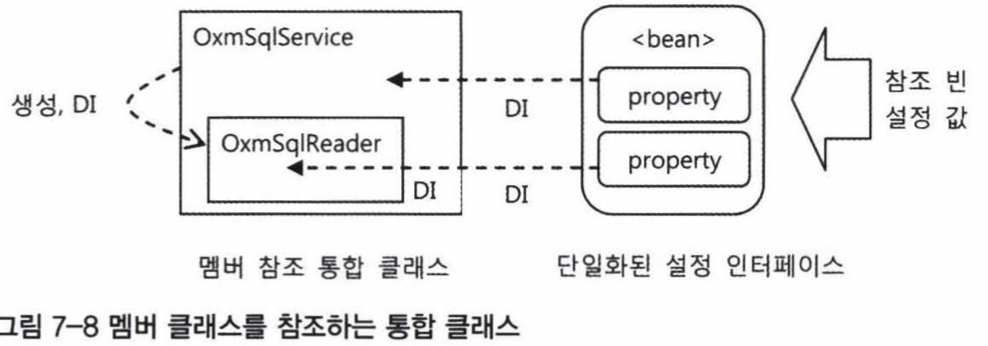 OxmSqlService
<bean>
생성, DI
DI
property
참조 빈
설정 값
OxmSqlReader
property
DI
DI
멤버 참조 통합 클래스
단일화된 설정 인터페이스
그림 7-8 멤버 클래스를 참조하는 통합 클래스